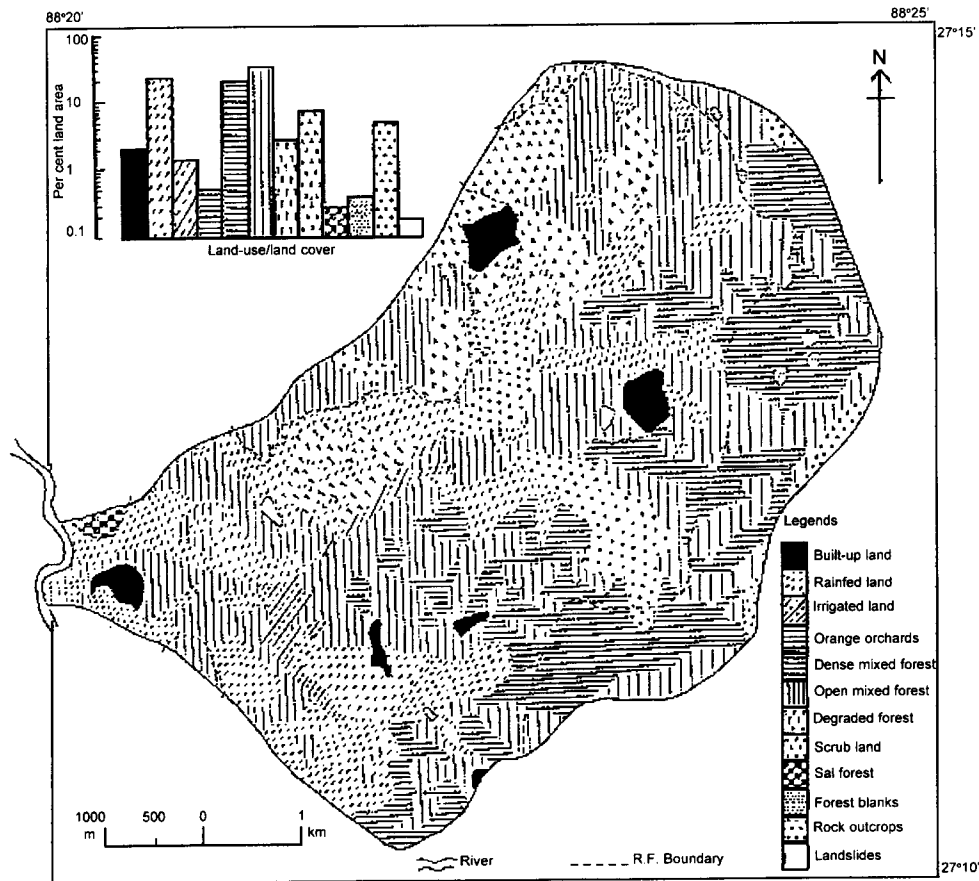 88°20'
88°25'
27°15'
100
10
1
0.1
Per cent land area
Land-use/land cover
N
Legends
Built-up land
Rainfed land
Irrigated land
Orange orchards
Dense mixed forest
Open mixed forest
Degraded forest
Scrub land
Sal forest
Forest blanks
Rock outcrops
Landslides
1000 500 0 1
m km
River
R.F. Boundary
27°10'